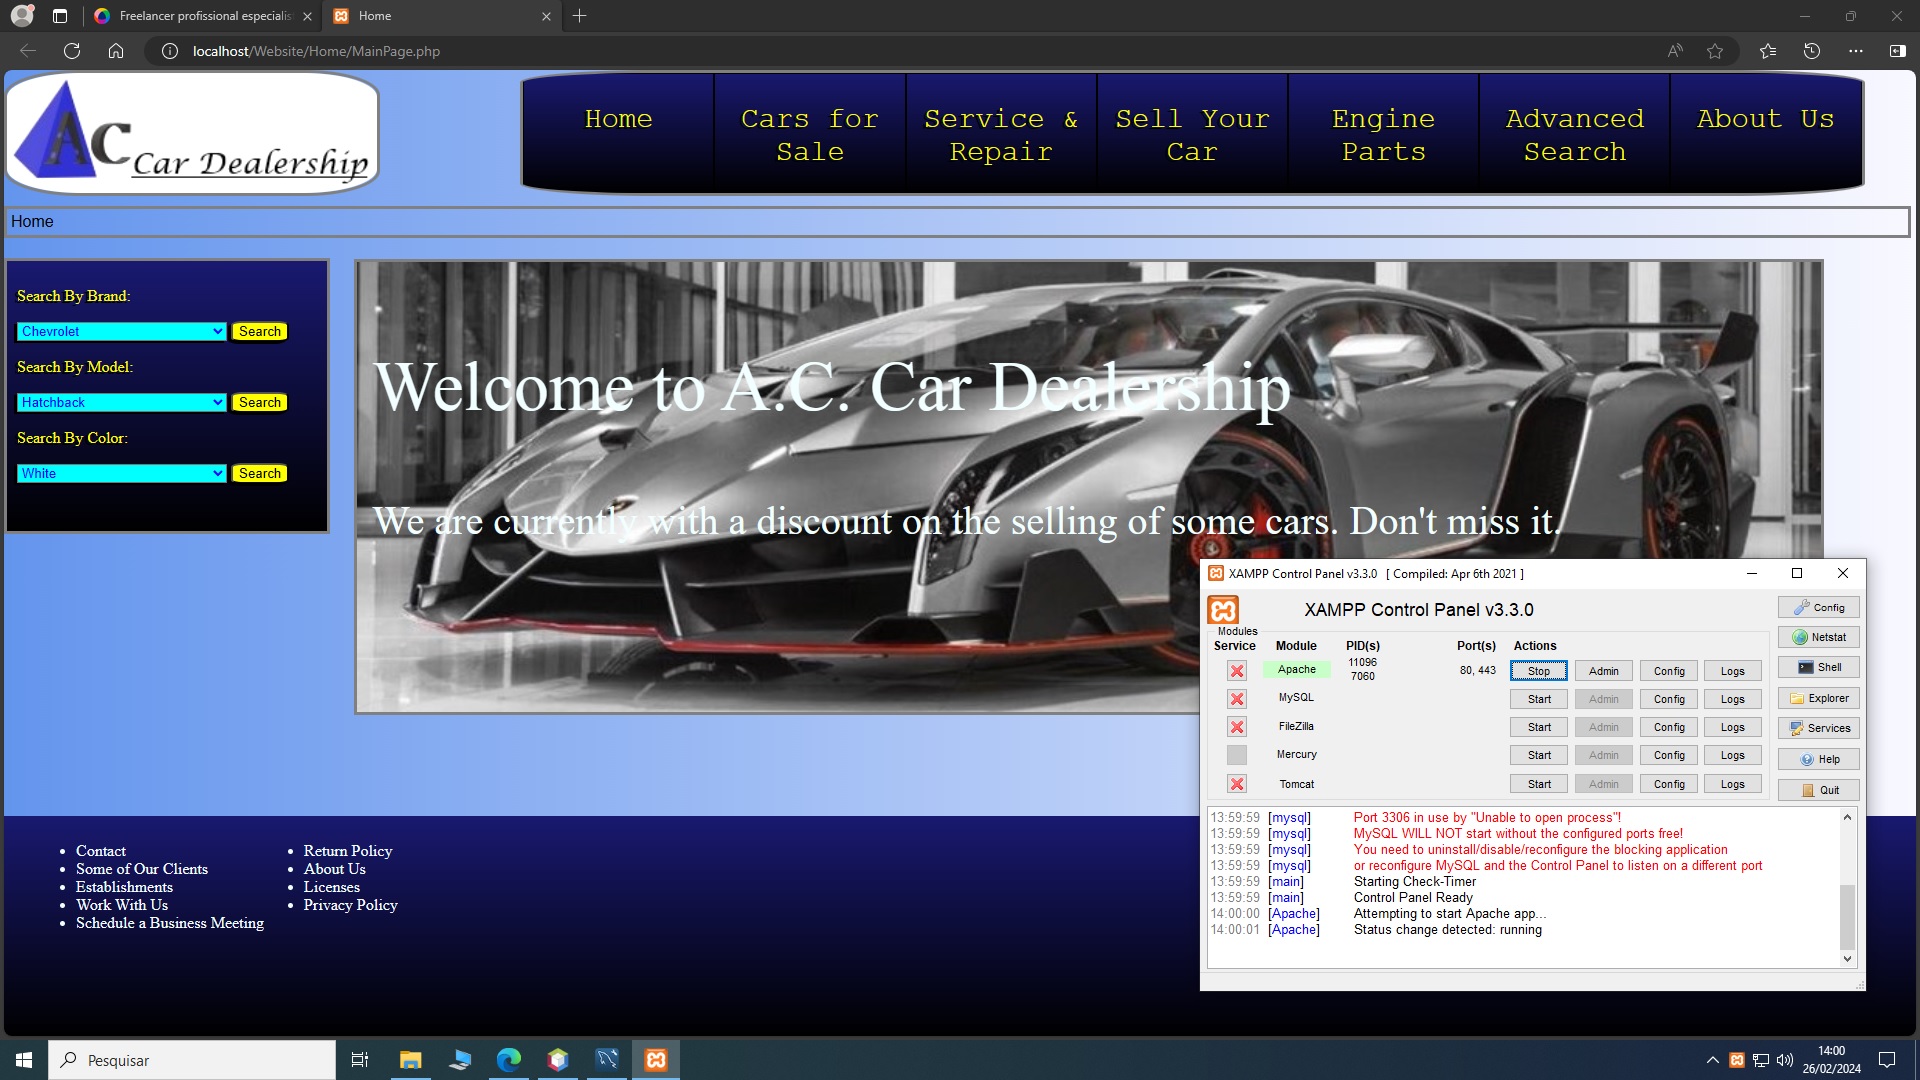 Freelancer profissional especialis
Home
localhost/Website/Home/MainPage.php
AC Car Dealership
Home
Cars for Sale
Service & Repair
Sell Your Car
Engine Parts
Advanced Search
About Us
Home
Search By Brand:
Chevrolet Search
Search By Model:
Hatchback Search
Search By Color:
White Search
Welcome to A.C. Car Dealership
We are currently with a discount on the selling of some cars. Don't miss it.
XAMPP Control Panel v3.3.0 [ Compiled: Apr 6th 2021 ]
XAMPP Control Panel v3.3.0
Config
Modules
Netstat
Service Module PID(s) Port(s) Actions
Apache 11096 7060 80, 443 Stop Admin Config Logs
Shell
MySQL Start Admin Config Logs
Explorer
FileZilla Start Admin Config Logs
Services
Mercury Start Admin Config Logs
Help
Tomcat Start Admin Config Logs
Quit
13:59:59 [mysql] Port 3306 in use by "Unable to open process"!
13:59:59 [mysql] MySQL WILL NOT start without the configured ports free!
13:59:59 [mysql] You need to uninstall/disable/reconfigure the blocking application
13:59:59 [mysql] or reconfigure MySQL and the Control Panel to listen on a different port
13:59:59 [main] Starting Check-Timer
13:59:59 [main] Control Panel Ready
14:00:00 [Apache] Attempting to start Apache app...
14:00:01 [Apache] Status change detected: running
Contact
Some of Our Clients
Establishments
Work With Us
Schedule a Business Meeting
Return Policy
About Us
Licenses
Privacy Policy
Pesquisar
14:00
26/02/2024